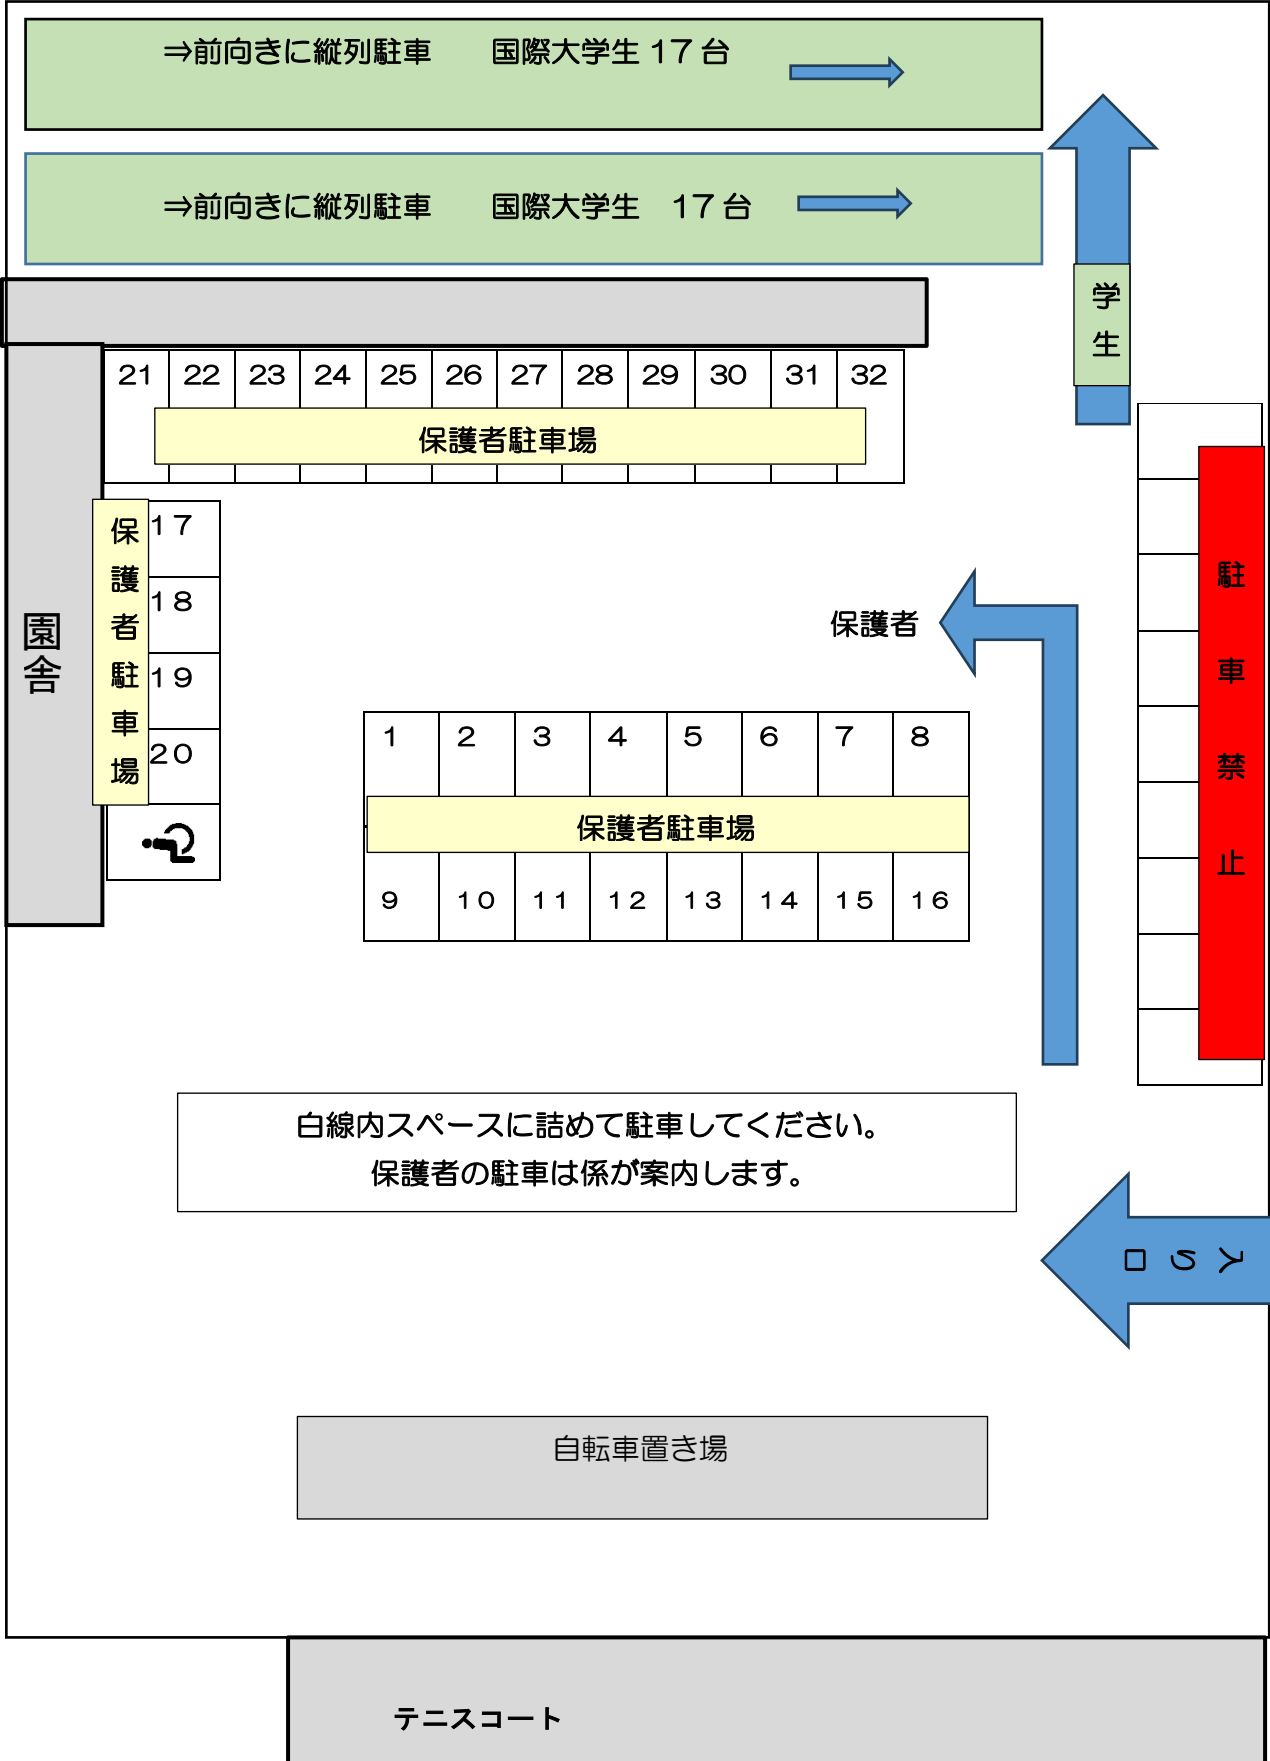 ⇒前向きに縦列駐車　　国際大学生 17 台
⇒前向きに縦列駐車　　国際大学生　17 台
学生
21 22 23 24 25 26 27 28 29 30 31 32
保護者駐車場
保護者駐車場
17
18
19
20
園舎
駐車禁止
保護者
1 2 3 4 5 6 7 8
保護者駐車場
9 10 11 12 13 14 15 16
白線内スペースに詰めて駐車してください。
保護者の駐車は係が案内します。
入り口
自転車置き場
テニスコート